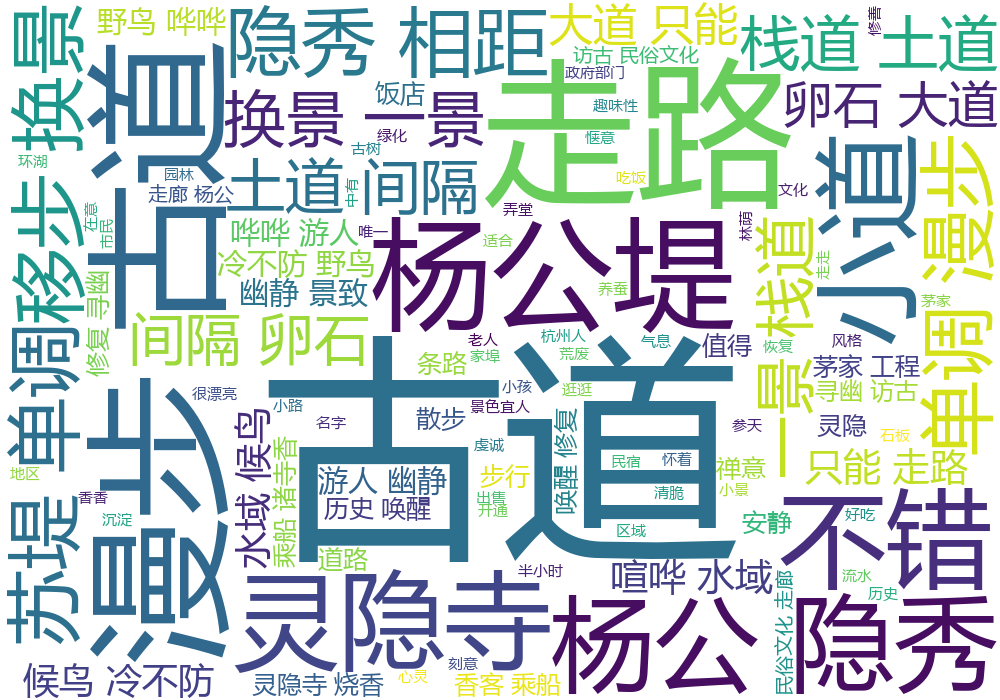 野鸟 哗哗
隐秀 相距
大道 只能
栈道 土道
修善
换景
古道
访古 民俗文化
政府部门
饭店
换景 一景
绿化
走路
趣味性
惬意
卵石 大道
环湖
园林
古树
走廊 杨公
中有
土道 间隔
吃饭
文化
小道
漫步
移步
在意
市民
弄堂
林荫
哗哗 游人
唯一
杨公堤
适合
栈道
走走
冷不防 野鸟
修复 寻幽
幽静 景致
养蚕
茅家
间隔 卵石
老人
杭州人
气息
值得
恢复
风格
单调
条路
家埠
荒废
茅家 工程
单调 漫步
很漂亮
小孩
逛逛
一景 栈道
寻幽 访古
小路
景色宜人
漫步
水域 候鸟
名字
散步
古道
参天
灵隐
石板
乘船 诸寺香
虔诚
唤醒 修复
民宿
怀着
禅意
只能 走路
地区
游人 幽静
步行
清脆
小景
香香
历史 唤醒
出售
开通
不错
沉淀
苏堤
道路
区域
安静
好吃
灵隐寺
半小时
喧哗 水域
民俗文化 走廊
流水
历史
候鸟 冷不防
灵隐寺 烧香
心灵
刻意
香客 乘船
杨公 隐秀